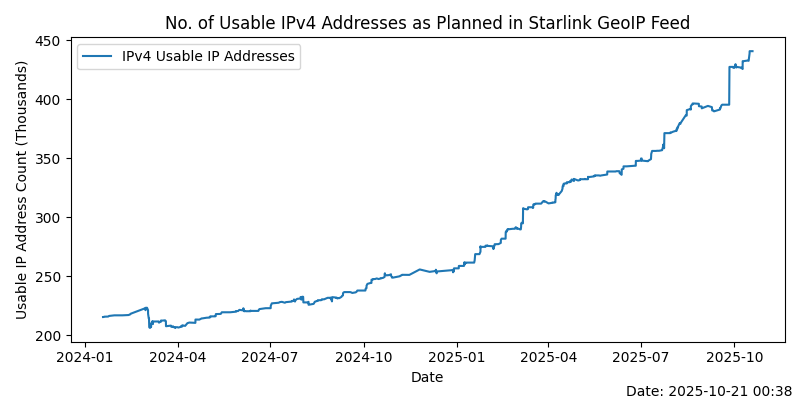 No. of Usable IPv4 Addresses as Planned in Starlink GeoIP Feed
IPv4 Usable IP Addresses
Usable IP Address Count (Thousands)
450
400
350
300
250
200
2024-01 2024-04 2024-07 2024-10 2025-01 2025-04 2025-07 2025-10
Date
Date: 2025-10-21 00:38